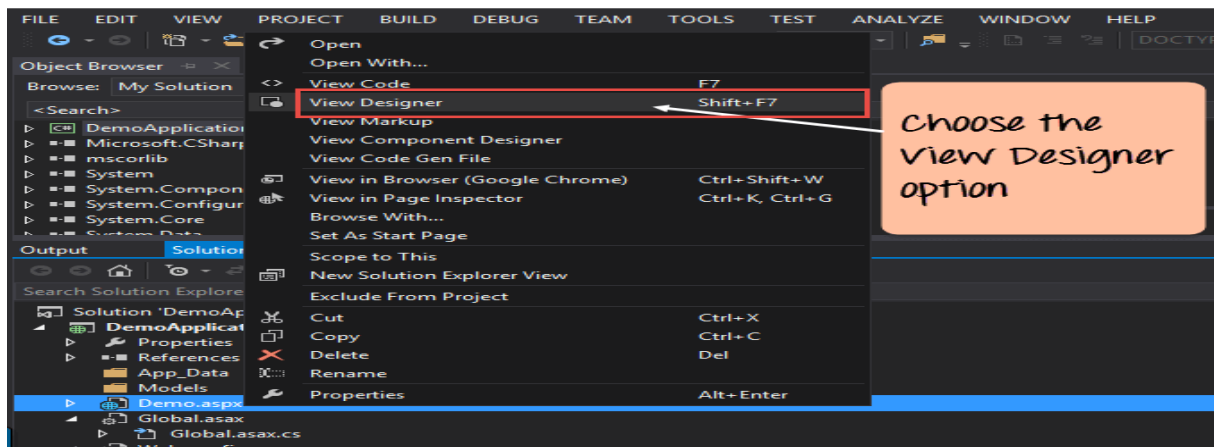 FILE EDIT VIEW PROJECT BUILD DEBUG TEAM TOOLS TEST ANALYZE WINDOW HELP
DOCTYP
Object Browser
Browse: My Solution
<Search>
DemoApplication
Microsoft.CSharp
mscorlib
System
System.Compon
System.Configur
System.Core
System.Data
Open
Open With...
View Code F7
View Designer Shift+F7
View Markup
View Component Designer
View Code Gen File
View in Browser (Google Chrome) Ctrl+Shift+W
View in Page Inspector Ctrl+K, Ctrl+G
Browse With...
Set As Start Page
Scope to This
New Solution Explorer View
Exclude From Project
Cut Ctrl+X
Copy Ctrl+C
Delete Del
Rename
Properties Alt+Enter
Choose the
View Designer
option
Output Solution
Search Solution Explore
Solution 'DemoAp
DemoApplicat
Properties
References
App_Data
Models
Demo.aspx
Global.asax
Global.asax.cs